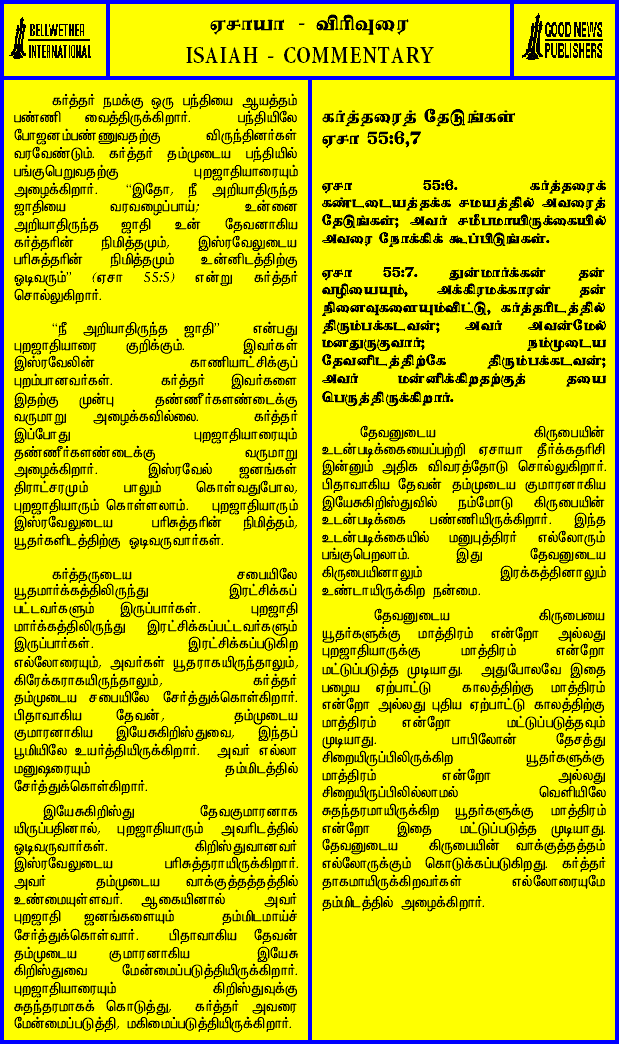 BELLWETHER
INTERNATIONAL
ஏசாயா - விரிவுரை
ISAIAH - COMMENTARY
GOOD NEWS
PUBLISHERS
கர்த்தர் நமக்கு ஒரு பந்தியை ஆயத்தம்
பண்ணி வைத்திருக்கிறார். பந்தியிலே
போஜனம்பண்ணுவதற்கு விருந்தினர்கள்
வரவேண்டும். கர்த்தர் தம்முடைய பந்தியில்
பங்குபெறுவதற்கு புறஜாதியாரையும்
அழைக்கிறார். “இதோ, நீ அறியாதிருந்த
ஜாதியை வரவழைப்பாய்; உன்னை
அறியாதிருந்த ஜாதி உன் தேவனாகிய
கர்த்தரின் நிமித்தமும், இஸ்ரவேலுடைய
பரிசுத்தரின் நிமித்தமும் உன்னிடத்திற்கு
ஓடிவரும்” (ஏசா 55:5) என்று கர்த்தர்
சொல்லுகிறார்.
“நீ அறியாதிருந்த ஜாதி” என்பது
புறஜாதியாரை குறிக்கும். இவர்கள்
இஸ்ரவேலின் காணியாட்சிக்குப்
புறம்பானவர்கள். கர்த்தர் இவர்களை
இதற்கு முன்பு தண்ணீர்களண்டைக்கு
வருமாறு அழைக்கவில்லை. கர்த்தர்
இப்போது புறஜாதியாரையும்
தண்ணீர்களண்டைக்கு வருமாறு
அழைக்கிறார். இஸ்ரவேல் ஜனங்கள்
திராட்சரமும் பாலும் கொள்வதுபோல,
புறஜாதியாரும் கொள்ளலாம். புறஜாதியாரும்
இஸ்ரவேலுடைய பரிசுத்தரின் நிமித்தம்,
யூதர்களிடத்திற்கு ஓடிவருவார்கள்.
கர்த்தருடைய சபையிலே
யூதமார்க்கத்திலிருந்து இரட்சிக்கப்
பட்டவர்களும் இருப்பார்கள். புறஜாதி
மார்க்கத்திலிருந்து இரட்சிக்கப்பட்டவர்களும்
இருப்பார்கள். இரட்சிக்கப்படுகிற
எல்லோரையும், அவர்கள் யூதராகயிருந்தாலும்,
கிரேக்கராகயிருந்தாலும், கர்த்தர்
தம்முடைய சபையிலே சேர்த்துக்கொள்கிறார்.
பிதாவாகிய தேவன், தம்முடைய
குமாரனாகிய இயேசுகிறிஸ்துவை, இந்தப்
பூமியிலே உயர்த்தியிருக்கிறார். அவர் எல்லா
மனுஷரையும் தம்மிடத்தில்
சேர்த்துக்கொள்கிறார்.
இயேசுகிறிஸ்து தேவகுமாரனாக
யிருப்பதினால், புறஜாதியாரும் அவரிடத்தில்
ஓடிவருவார்கள். கிறிஸ்துவானவர்
இஸ்ரவேலுடைய பரிசுத்தராயிருக்கிறார்.
அவர் தம்முடைய வாக்குத்தத்தத்தில்
உண்மையுள்ளவர். ஆகையினால் அவர்
புறஜாதி ஜனங்களையும் தம்மிடமாய்ச்
சேர்த்துக்கொள்வார். பிதாவாகிய தேவன்
தம்முடைய குமாரனாகிய இயேசு
கிறிஸ்துவை மேன்மைப்படுத்தியிருக்கிறார்.
புறஜாதியாரையும் கிறிஸ்துவுக்கு
சுதந்தரமாகக் கொடுத்து, கர்த்தர் அவரை
மேன்மைப்படுத்தி, மகிமைப்படுத்தியிருக்கிறார்.
கர்த்தரைத் தேடுங்கள்
ஏசா 55:6,7
ஏசா 55:6. கர்த்தரைக்
கண்டடையத்தக்க சமயத்தில் அவரைத்
தேடுங்கள்; அவர் சமீபமாயிருக்கையில்
அவரை நோக்கிக் கூப்பிடுங்கள்.
ஏசா 55:7. துன்மார்க்கன் தன்
வழியையும், அக்கிரமக்காரன் தன்
நினைவுகளையும்விட்டு, கர்த்தரிடத்தில்
திரும்பக்கடவன்; அவர் அவன்மேல்
மனதுருகுவார்; நம்முடைய
தேவனிடத்திற்கே திரும்பக்கடவன்;
அவர் மன்னிக்கிறதற்குத் தயை
பெருத்திருக்கிறார்.
தேவனுடைய கிருபையின்
உடன்படிக்கையைப்பற்றி ஏசாயா தீர்க்கதரிசி
இன்னும் அதிக விவரத்தோடு சொல்லுகிறார்.
பிதாவாகிய தேவன் தம்முடைய குமாரனாகிய
இயேசுகிறிஸ்துவில் நம்மோடு கிருபையின்
உடன்படிக்கை பண்ணியிருக்கிறார். இந்த
உடன்படிக்கையில் மனுபுத்திரர் எல்லோரும்
பங்குபெறலாம். இது தேவனுடைய
கிருபையினாலும் இரக்கத்தினாலும்
உண்டாயிருக்கிற நன்மை.
தேவனுடைய கிருபையை
யூதர்களுக்கு மாத்திரம் என்றோ அல்லது
புறஜாதியாருக்கு மாத்திரம் என்றோ
மட்டுப்படுத்த முடியாது. அதுபோலவே இதை
பழைய ஏற்பாட்டு காலத்திற்கு மாத்திரம்
என்றோ அல்லது புதிய ஏற்பாட்டு காலத்திற்கு
மாத்திரம் என்றோ மட்டுப்படுத்தவும்
முடியாது. பாபிலோன் தேசத்து
சிறையிருப்பிலிருக்கிற யூதர்களுக்கு
மாத்திரம் என்றோ அல்லது
சிறையிருப்பிலில்லாமல் வெளியிலே
சுதந்தரமாயிருக்கிற யூதர்களுக்கு மாத்திரம்
என்றோ இதை மட்டுப்படுத்த முடியாது.
தேவனுடைய கிருபையின் வாக்குத்தத்தம்
எல்லோருக்கும் கொடுக்கப்படுகிறது. கர்த்தர்
தாகமாயிருக்கிறவர்கள் எல்லோரையுமே
தம்மிடத்தில் அழைக்கிறார்.